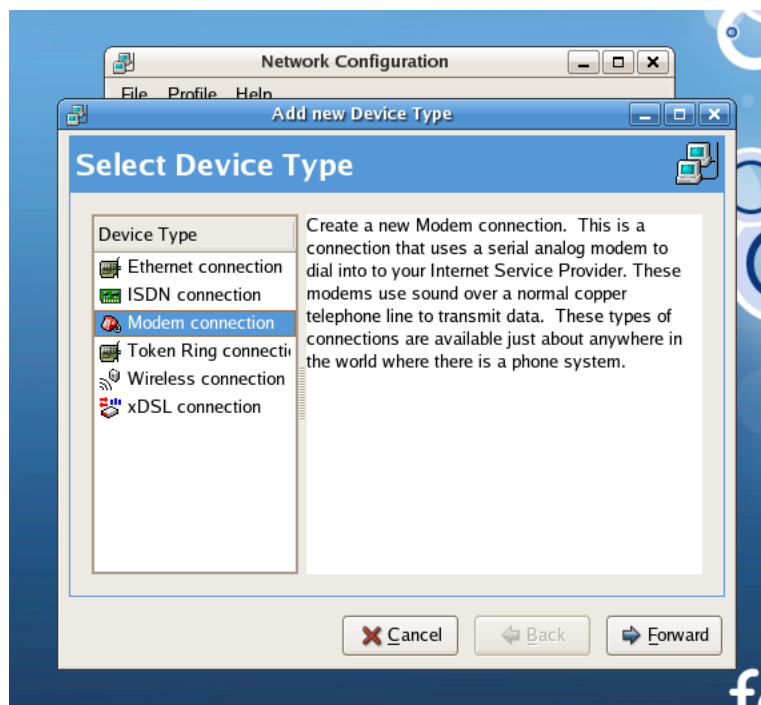 Network Configuration
File Profile Help
Add new Device Type
Select Device Type
Device Type
Ethernet connection
ISDN connection
Modem connection
Token Ring connecti
Wireless connection
xDSL connection
Create a new Modem connection.  This is a
connection that uses a serial analog modem to
dial into to your Internet Service Provider. These
modems use sound over a normal copper
telephone line to transmit data.  These types of
connections are available just about anywhere in
the world where there is a phone system.
Cancel
Back
Forward
f